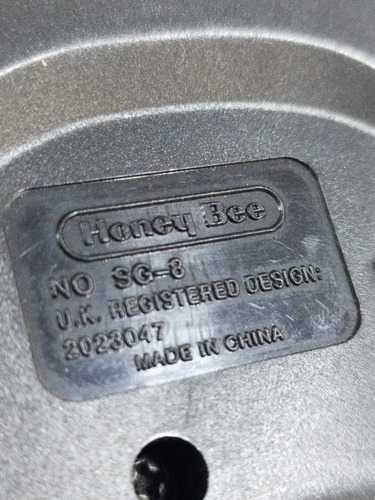 Honey Bee
NO SG-8
U.K. REGISTERED DESIGN:
2023047
MADE IN CHINA